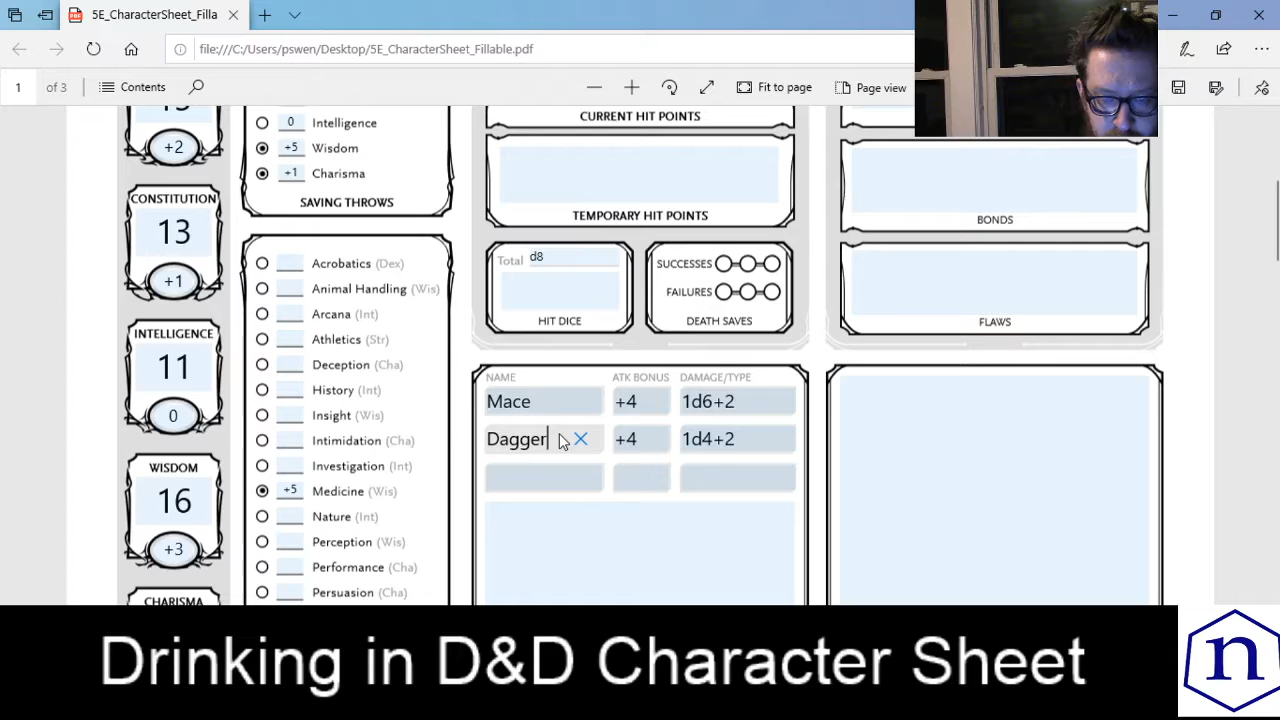 5E_CharacterSheet_Filla
file:///C:/Users/pswen/Desktop/5E_CharacterSheet_Fillable.pdf
1 of 3 Contents Fit to page Page view
+2
CONSTITUTION
13
+1
INTELLIGENCE
11
0
WISDOM
16
+3
CHARISMA
0 Intelligence
+5 Wisdom
+1 Charisma
SAVING THROWS
Acrobatics (Dex)
Animal Handling (Wis)
Arcana (Int)
Athletics (Str)
Deception (Cha)
History (Int)
Insight (Wis)
Intimidation (Cha)
Investigation (Int)
+5 Medicine (Wis)
Nature (Int)
Perception (Wis)
Performance (Cha)
Persuasion (Cha)
CURRENT HIT POINTS
TEMPORARY HIT POINTS
Total d8
HIT DICE
SUCCESSES
FAILURES
DEATH SAVES
NAME ATK BONUS DAMAGE/TYPE
Mace +4 1d6+2
Dagger +4 1d4+2
BONDS
FLAWS
Drinking in D&D Character Sheet
n